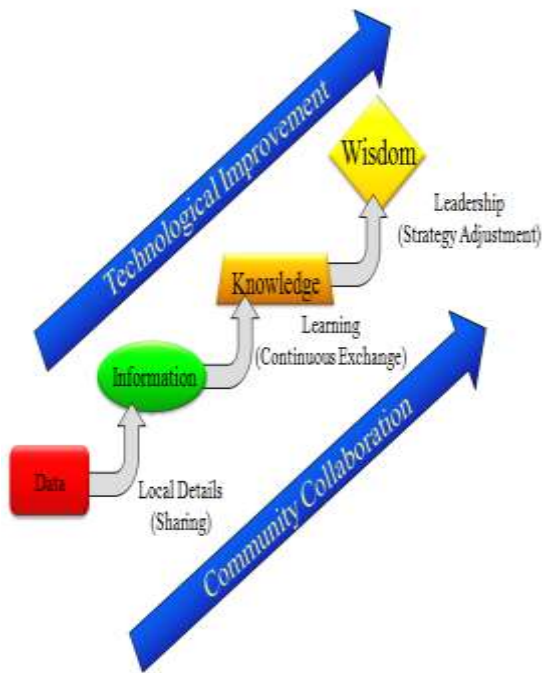 Technological Improvement
Wisdom
Leadership
(Strategy Adjustment)
Knowledge
Learning
(Continuous Exchange)
Information
Data
Local Details
(Sharing)
Community Collaboration